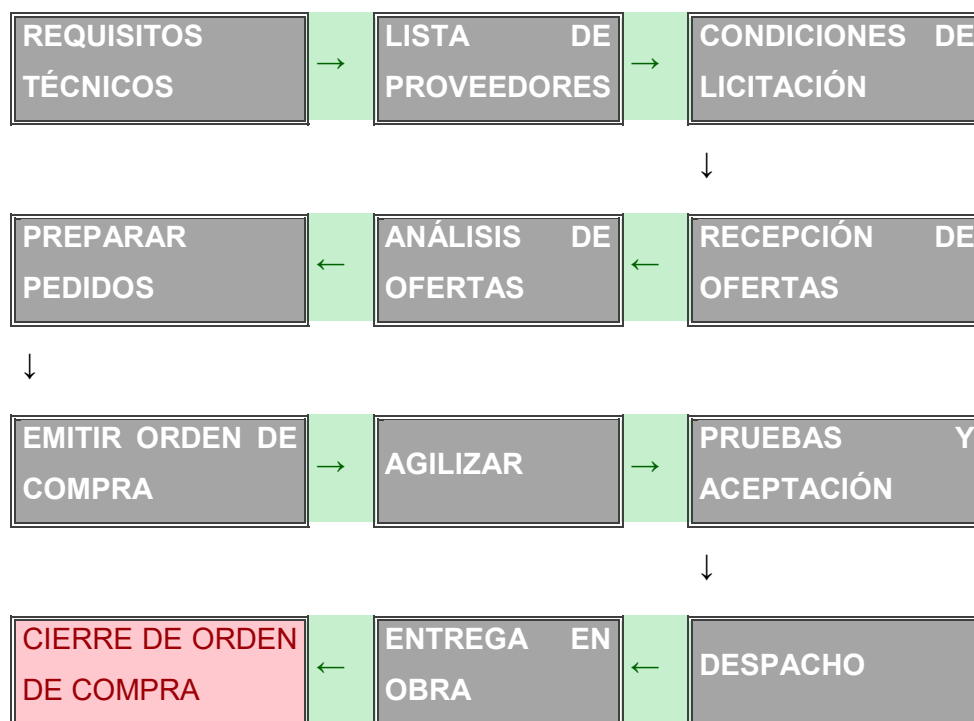 REQUISITOS
TÉCNICOS
→
LISTA DE
PROVEEDORES
→
CONDICIONES DE
LICITACIÓN
↓
RECEPCIÓN DE
OFERTAS
←
ANÁLISIS DE
OFERTAS
←
PREPARAR
PEDIDOS
↓
EMITIR ORDEN DE
COMPRA
→
AGILIZAR
→
PRUEBAS Y
ACEPTACIÓN
↓
DESPACHO
←
ENTREGA EN
OBRA
←
CIERRE DE ORDEN
DE COMPRA